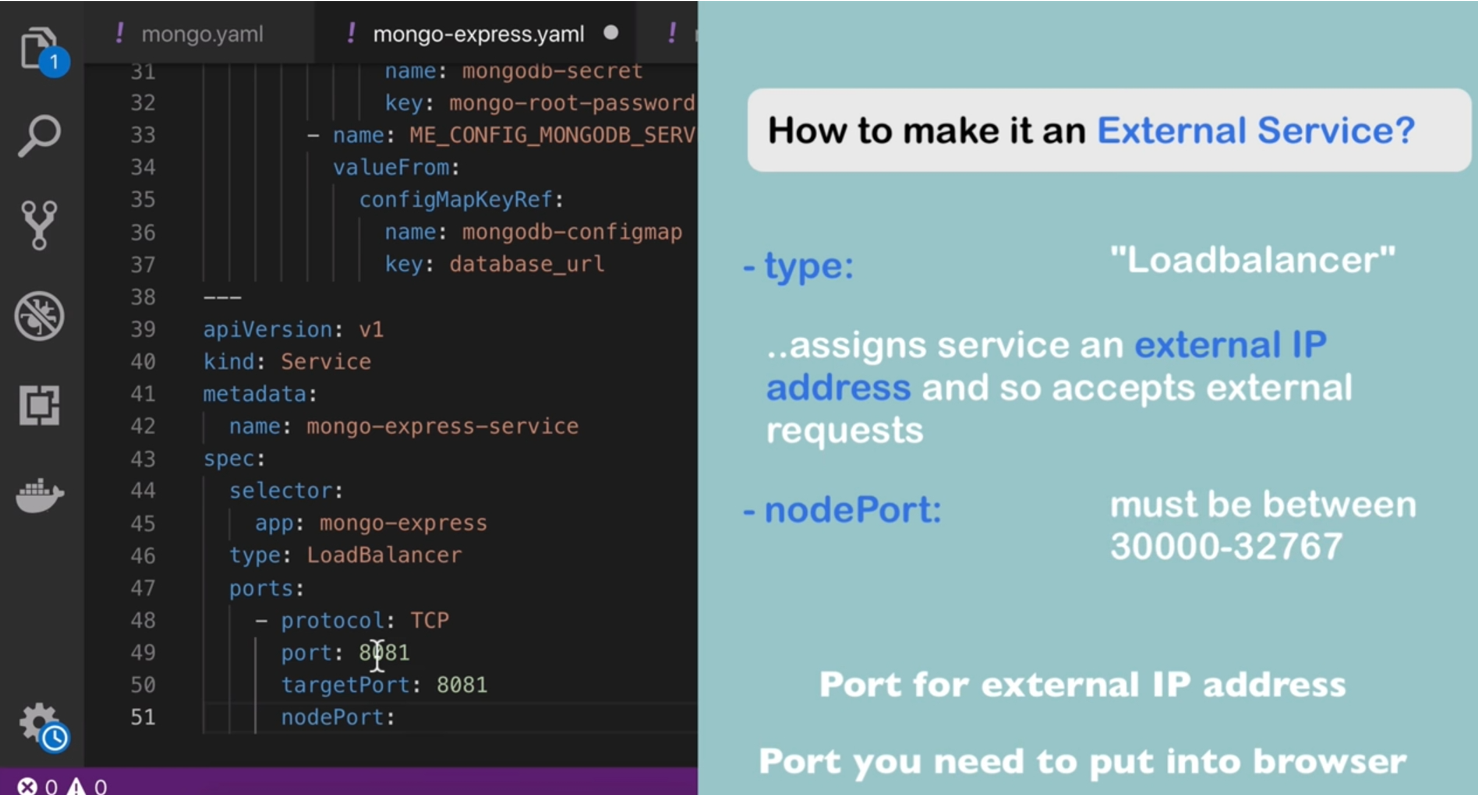 ! mongo.yaml
! mongo-express.yaml ●
!
1
31 name: mongodb-secret
32 key: mongo-root-password
33 - name: ME_CONFIG_MONGODB_SERV
34 valueFrom:
35 configMapKeyRef:
36 name: mongodb-configmap
37 key: database_url
38 ---
39 apiVersion: v1
40 kind: Service
41 metadata:
42 name: mongo-express-service
43 spec:
44 selector:
45 app: mongo-express
46 type: LoadBalancer
47 ports:
48 - protocol: TCP
49 port: 8081
50 targetPort: 8081
51 nodePort:
0 0
How to make it an External Service?
- type: "Loadbalancer"
..assigns service an external IP
address and so accepts external
requests
- nodePort: must be between
30000-32767
Port for external IP address
Port you need to put into browser